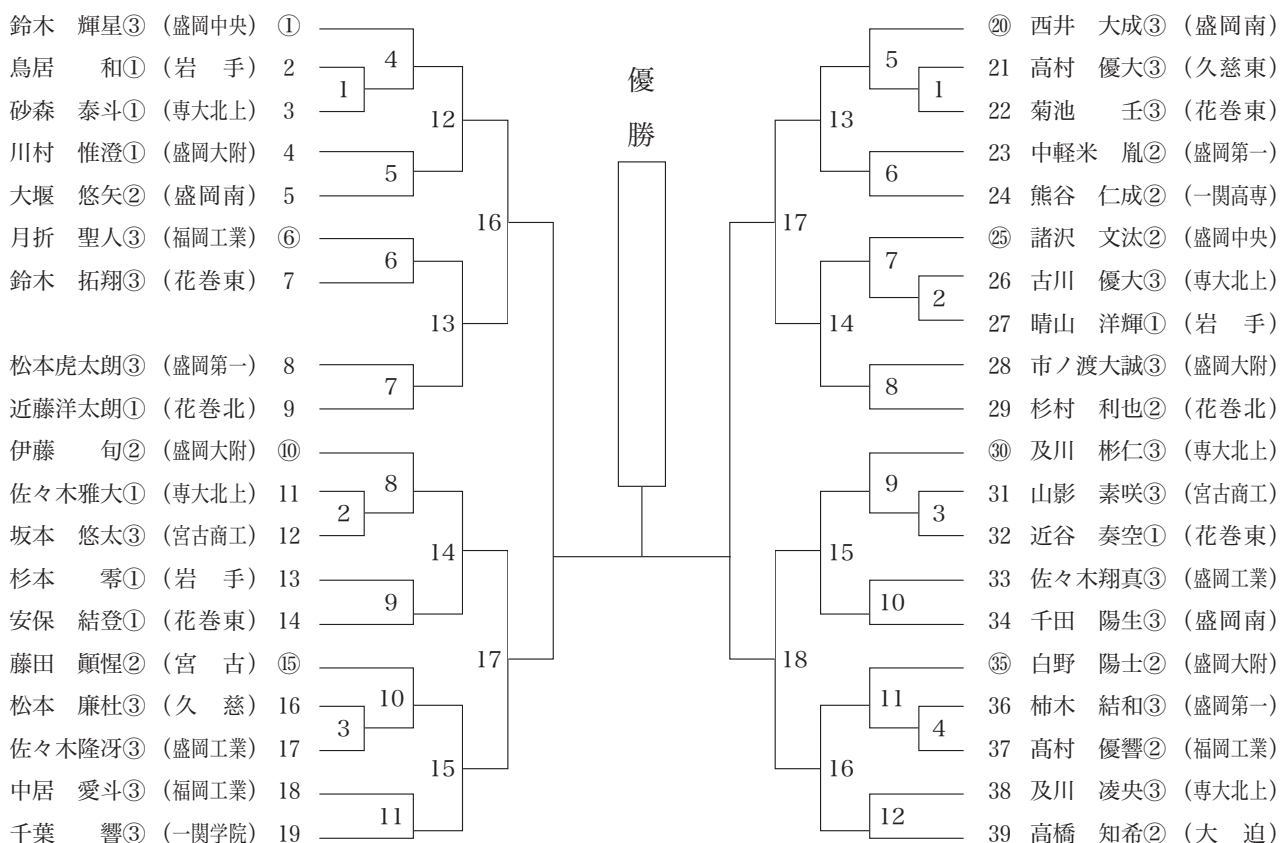 鈴木　輝星③（盛岡中央）①
鳥居　　和①（岩　手）2
砂森　泰斗①（専大北上）3
川村　惟澄①（盛岡大附）4
大堰　悠矢②（盛岡南）5
月折　聖人③（福岡工業）⑥
鈴木　拓翔③（花巻東）7
松本虎太朗③（盛岡第一）8
近藤洋太朗①（花巻北）9
伊藤　　旬②（盛岡大附）⑩
佐々木雅大①（専大北上）11
坂本　悠太③（宮古商工）12
杉本　　零①（岩　手）13
安保　結登①（花巻東）14
藤田　顚惺②（宮　古）⑮
松本　廉杜③（久　慈）16
佐々木隆冴③（盛岡工業）17
中居　愛斗③（福岡工業）18
千葉　　響③（一関学院）19
1
2
3
4
5
6
7
8
9
10
11
12
13
14
15
16
17
優勝
⑳　西井　大成③（盛岡南）
21　高村　優大③（久慈東）
22　菊池　　壬③（花巻東）
23　中軽米　胤②（盛岡第一）
24　熊谷　仁成②（一関高専）
㉕　諸沢　文汰②（盛岡中央）
26　古川　優大③（専大北上）
27　晴山　洋輝①（岩　手）
28　市ノ渡大誠③（盛岡大附）
29　杉村　利也②（花巻北）
㉚　及川　彬仁③（専大北上）
31　山影　素咲③（宮古商工）
32　近谷　奏空①（花巻東）
33　佐々木翔真③（盛岡工業）
34　千田　陽生③（盛岡南）
㉟　白野　陽士②（盛岡大附）
36　柿木　結和③（盛岡第一）
37　髙村　優響②（福岡工業）
38　及川　凌央③（専大北上）
39　高橋　知希②（大　迫）
1
2
3
4
5
6
7
8
9
10
11
12
13
14
15
16
17
18